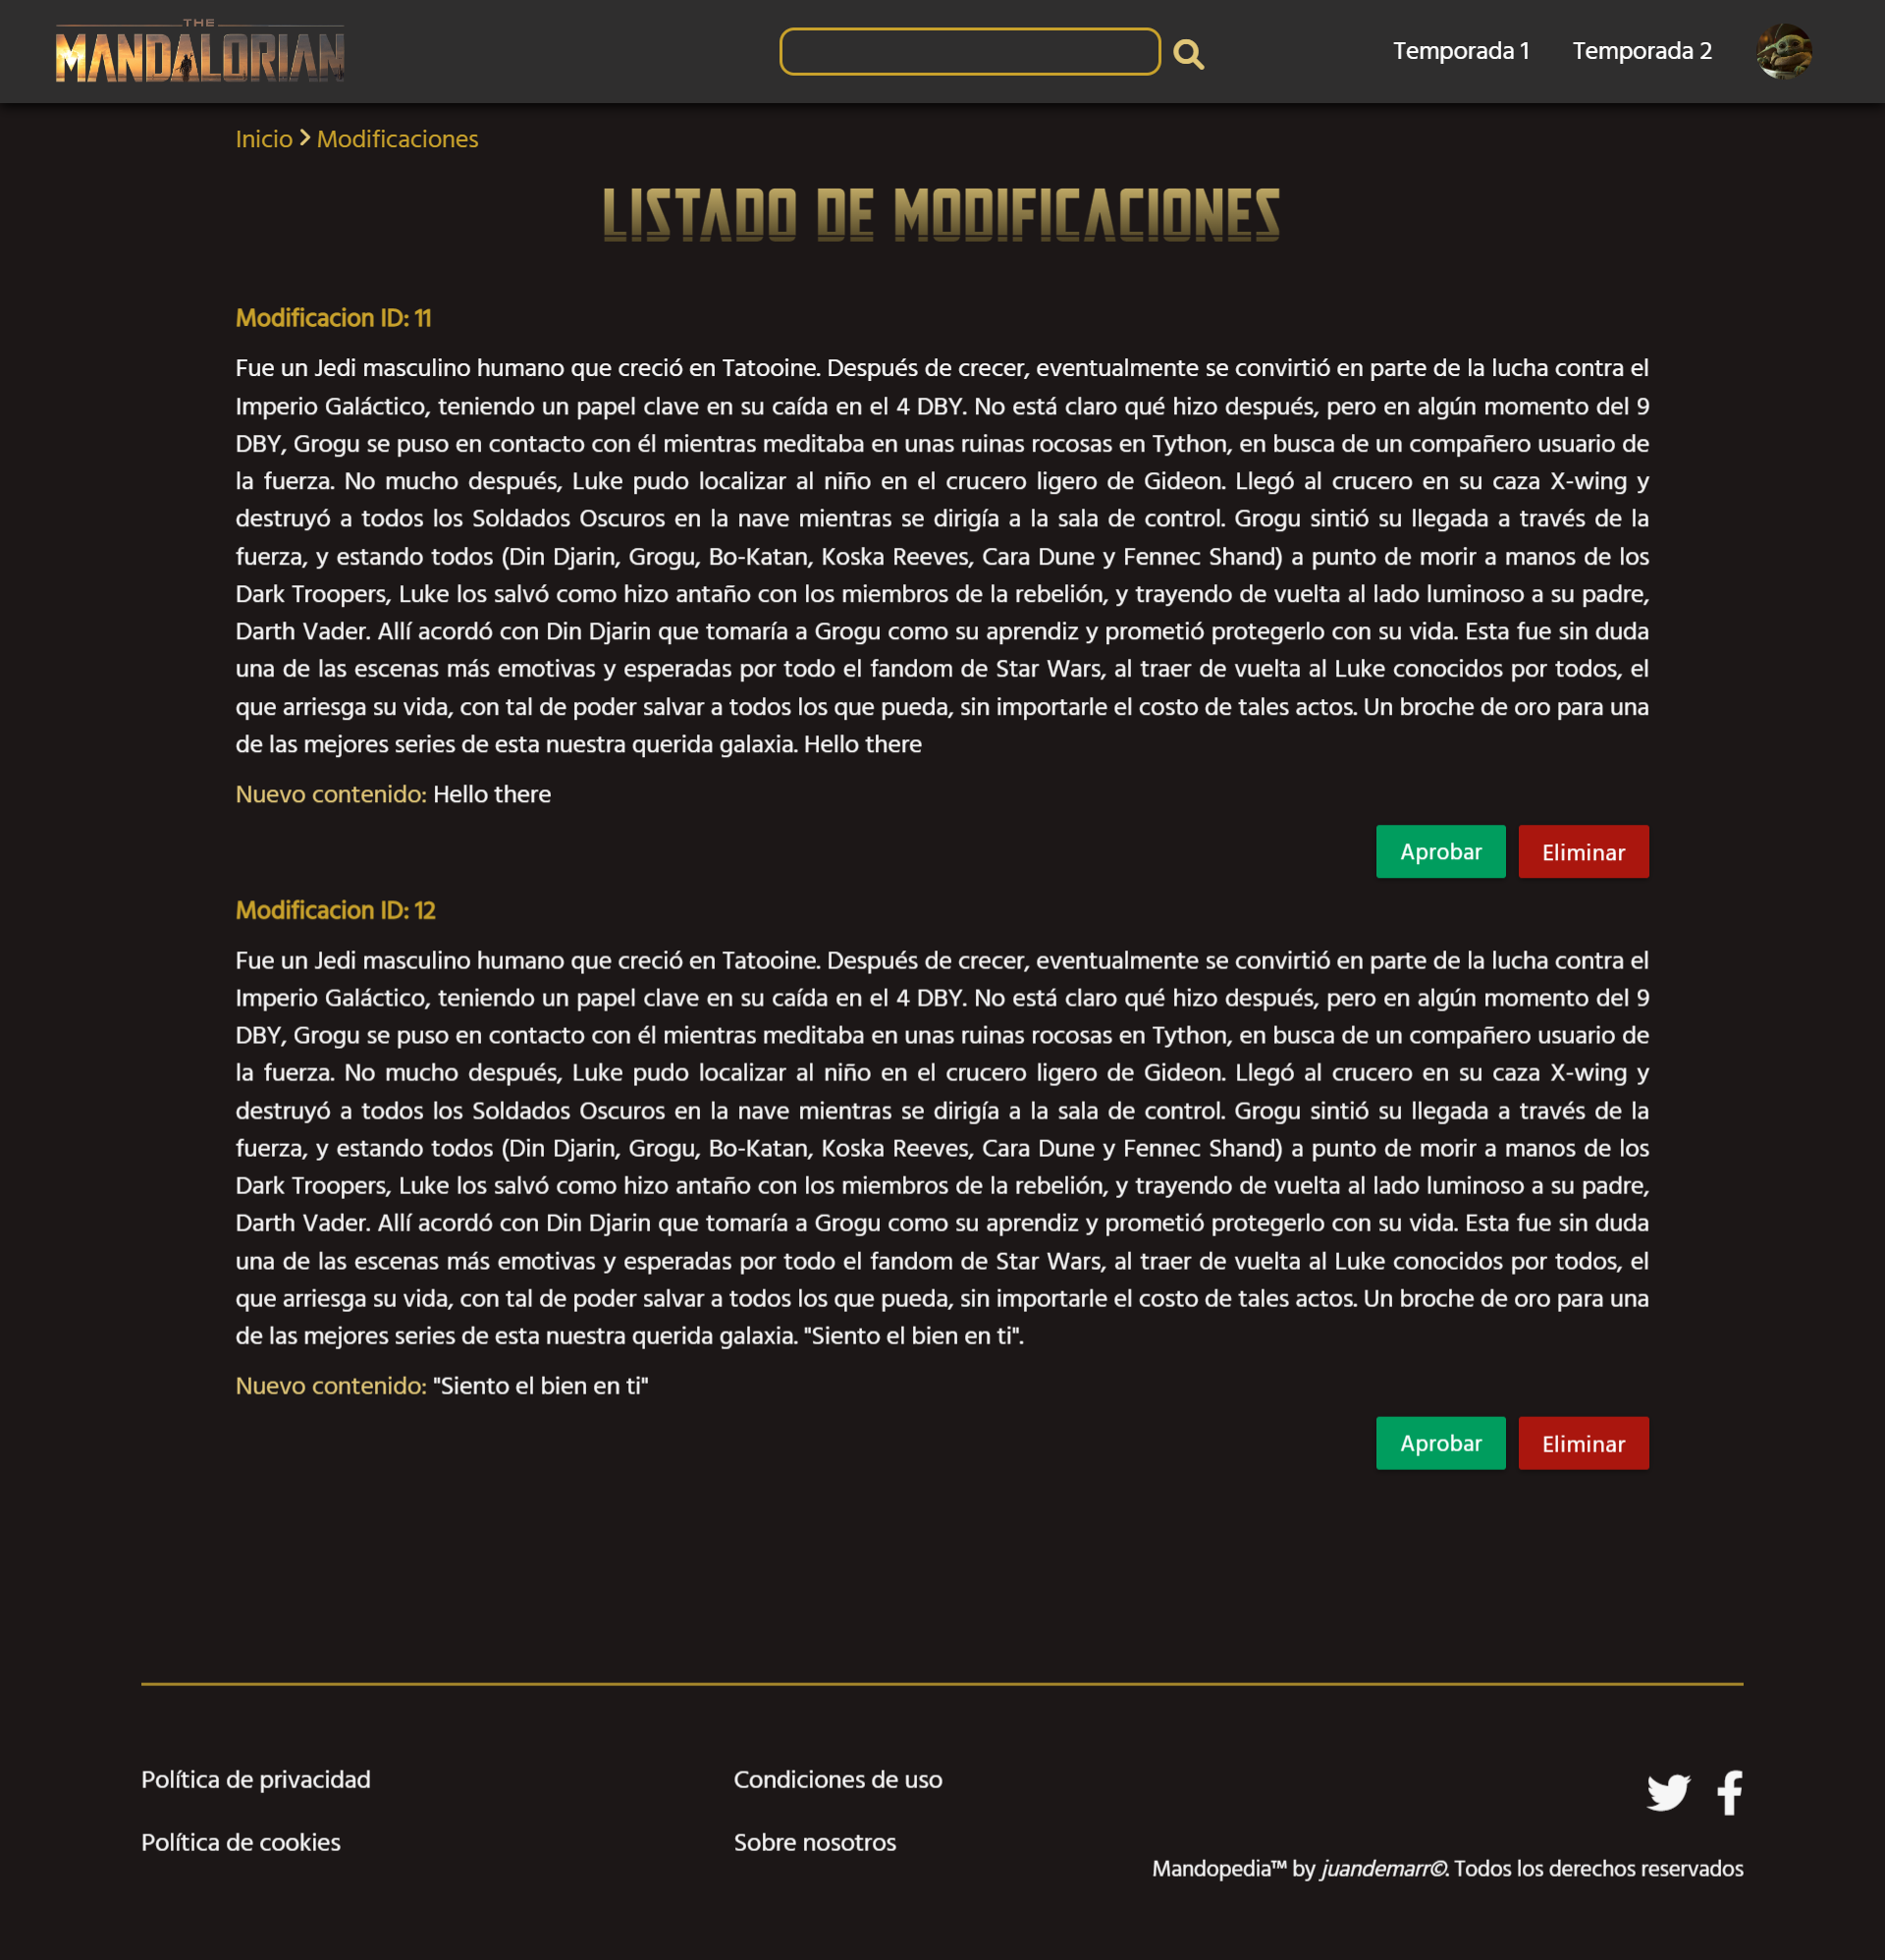 THE
MANDALORIAN
Temporada 1
Temporada 2
Inicio > Modificaciones
LISTADO DE MODIFICACIONES
Modificacion ID: 11
Fue un Jedi masculino humano que creció en Tatooine. Después de crecer, eventualmente se convirtió en parte de la lucha contra el
Imperio Galáctico, teniendo un papel clave en su caída en el 4 DBY. No está claro qué hizo después, pero en algún momento del 9
DBY, Grogu se puso en contacto con él mientras meditaba en unas ruinas rocosas en Tython, en busca de un compañero usuario de
la fuerza. No mucho después, Luke pudo localizar al niño en el crucero ligero de Gideon. Llegó al crucero en su caza X-wing y
destruyó a todos los Soldados Oscuros en la nave mientras se dirigía a la sala de control. Grogu sintió su llegada a través de la
fuerza, y estando todos (Din Djarin, Grogu, Bo-Katan, Koska Reeves, Cara Dune y Fennec Shand) a punto de morir a manos de los
Dark Troopers, Luke los salvó como hizo antaño con los miembros de la rebelión, y trayendo de vuelta al lado luminoso a su padre,
Darth Vader. Allí acordó con Din Djarin que tomaría a Grogu como su aprendiz y prometió protegerlo con su vida. Esta fue sin duda
una de las escenas más emotivas y esperadas por todo el fandom de Star Wars, al traer de vuelta al Luke conocidos por todos, el
que arriesga su vida, con tal de poder salvar a todos los que pueda, sin importarle el costo de tales actos. Un broche de oro para una
de las mejores series de esta nuestra querida galaxia. Hello there
Nuevo contenido: Hello there
Aprobar
Eliminar
Modificacion ID: 12
Fue un Jedi masculino humano que creció en Tatooine. Después de crecer, eventualmente se convirtió en parte de la lucha contra el
Imperio Galáctico, teniendo un papel clave en su caída en el 4 DBY. No está claro qué hizo después, pero en algún momento del 9
DBY, Grogu se puso en contacto con él mientras meditaba en unas ruinas rocosas en Tython, en busca de un compañero usuario de
la fuerza. No mucho después, Luke pudo localizar al niño en el crucero ligero de Gideon. Llegó al crucero en su caza X-wing y
destruyó a todos los Soldados Oscuros en la nave mientras se dirigía a la sala de control. Grogu sintió su llegada a través de la
fuerza, y estando todos (Din Djarin, Grogu, Bo-Katan, Koska Reeves, Cara Dune y Fennec Shand) a punto de morir a manos de los
Dark Troopers, Luke los salvó como hizo antaño con los miembros de la rebelión, y trayendo de vuelta al lado luminoso a su padre,
Darth Vader. Allí acordó con Din Djarin que tomaría a Grogu como su aprendiz y prometió protegerlo con su vida. Esta fue sin duda
una de las escenas más emotivas y esperadas por todo el fandom de Star Wars, al traer de vuelta al Luke conocidos por todos, el
que arriesga su vida, con tal de poder salvar a todos los que pueda, sin importarle el costo de tales actos. Un broche de oro para una
de las mejores series de esta nuestra querida galaxia. "Siento el bien en ti".
Nuevo contenido: "Siento el bien en ti"
Aprobar
Eliminar
Política de privacidad
Condiciones de uso
Política de cookies
Sobre nosotros
Mandopedia™ by juandemarr©. Todos los derechos reservados